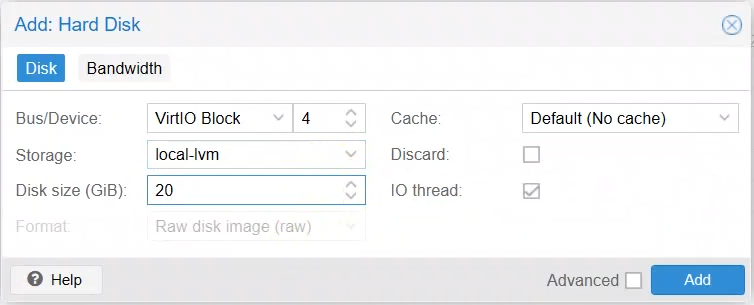 Add: Hard Disk
Disk Bandwidth
Bus/Device: VirtIO Block 4 Cache: Default (No cache)
Storage: local-lvm Discard:
Disk size (GiB): 20 IO thread:
Format: Raw disk image (raw)
Help Advanced Add